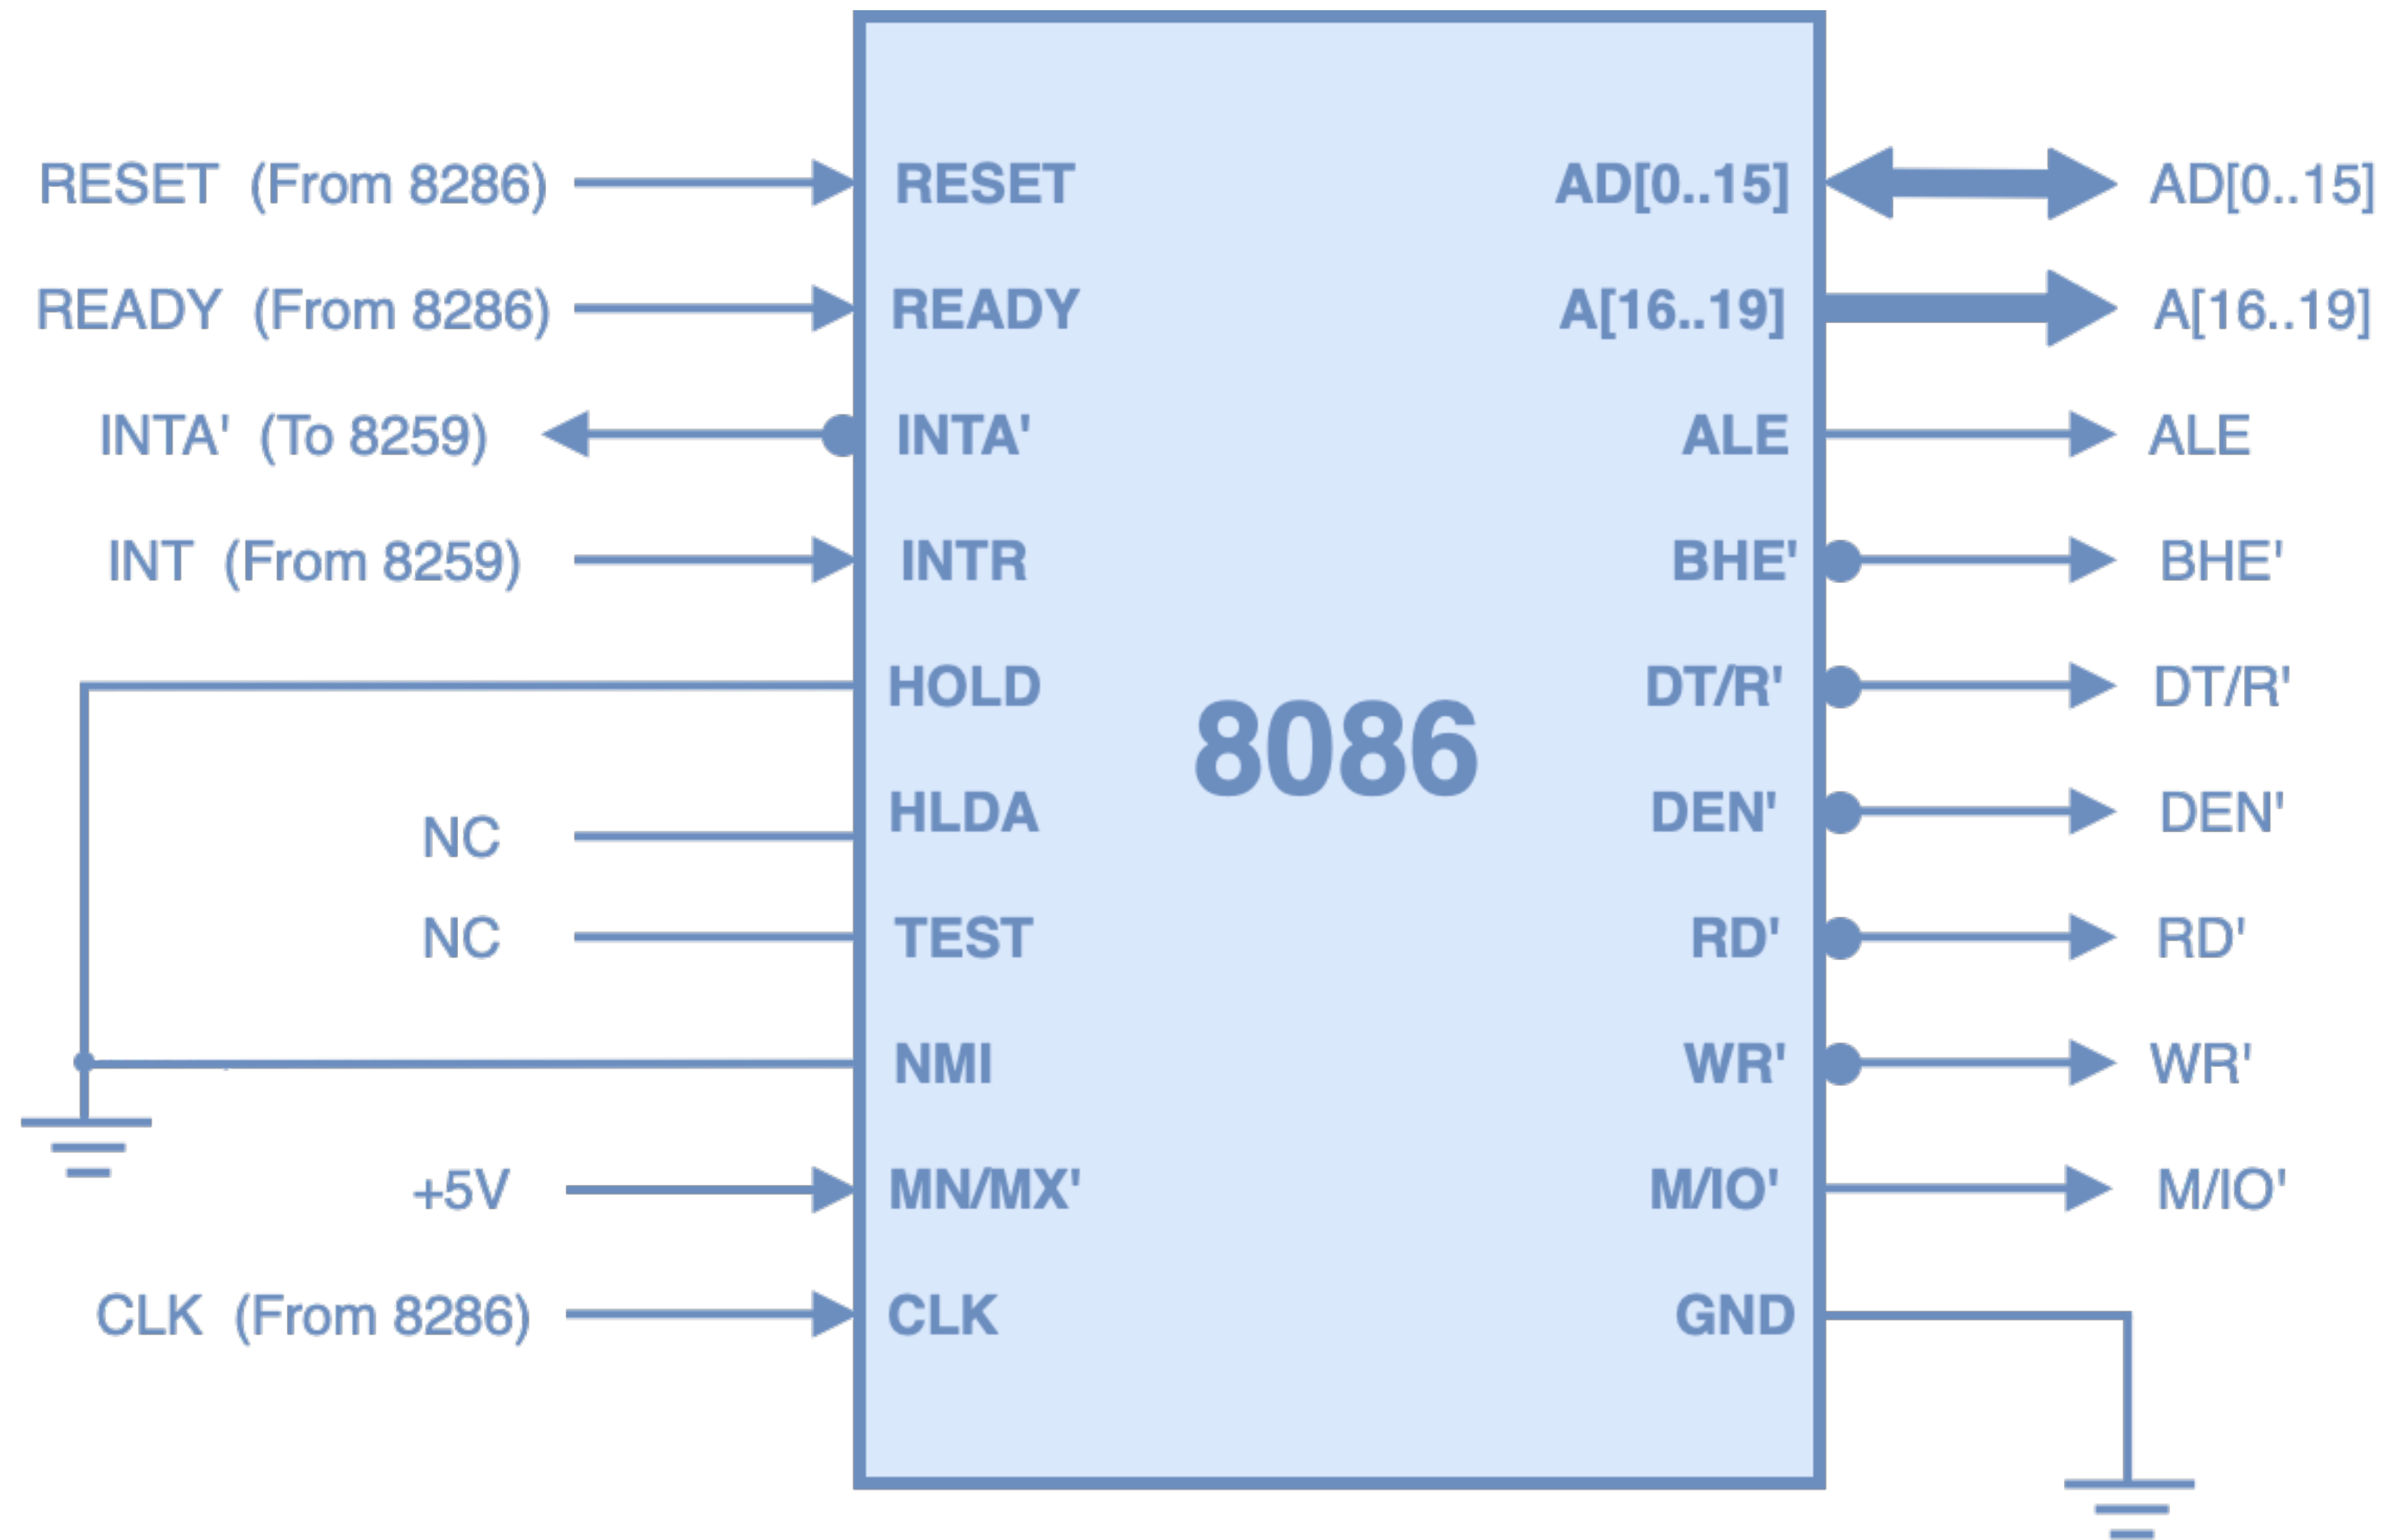 RESET (From 8286) RESET AD[0..15] AD[0..15]
READY (From 8286) READY A[16..19] A[16..19]
INTA' (To 8259) INTA' ALE ALE
INT (From 8259) INTR BHE' BHE'
HOLD DT/R' DT/R'
8086
NC HLDA DEN' DEN'
NC TEST RD' RD'
NMI WR' WR'
+5V MN/MX' M/IO' M/IO'
CLK (From 8286) CLK GND